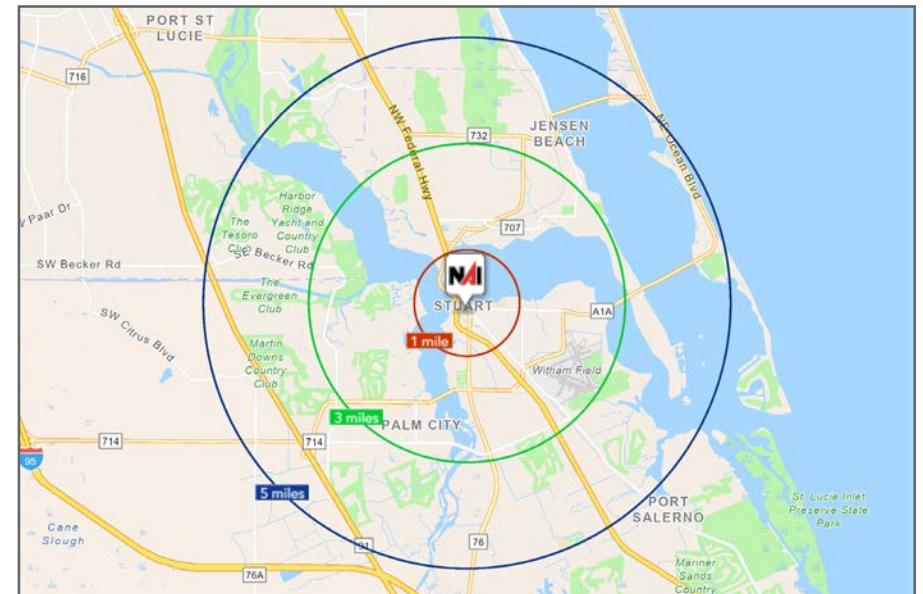 PORT ST
LUCIE
716
NW Federal Hwy
732
JENSEN
BEACH
NE Ocean Blvd
Harbor
Ridge
Yacht and
Country
Club
The
Tesoro
Club
W Paar Dr
707
SW Becker Rd
SE Becker Rd
NAI
STUART
The
Evergreen
Club
A1A
SW Citrus Blvd
1 mile
Martin
Downs
Country
Club
Witham Field
3 miles
PALM CITY
714
714
95
5 miles
PORT
SALERNO
St. Lucie Inlet
Preserve State
Park
Cane
Slough
91
76
76A
Mariner
Sands
Country